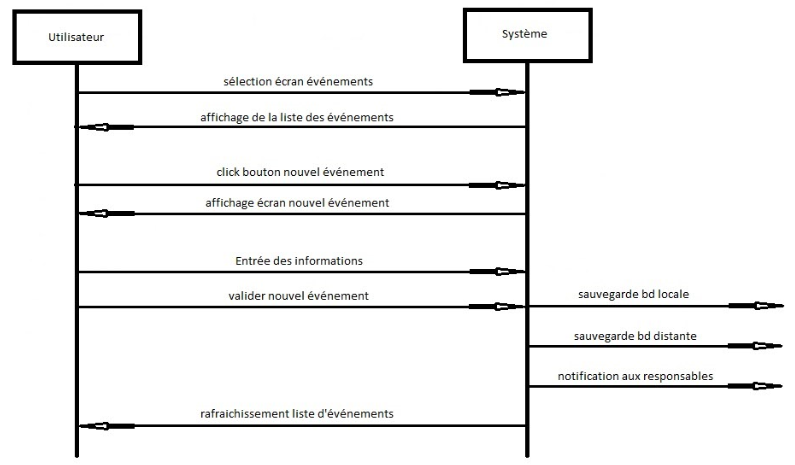 Utilisateur
Système
sélection écran événements
affichage de la liste des événements
click bouton nouvel événement
affichage écran nouvel événement
Entrée des informations
valider nouvel événement
sauvegarde bd locale
sauvegarde bd distante
notification aux responsables
rafraichissement liste d'événements